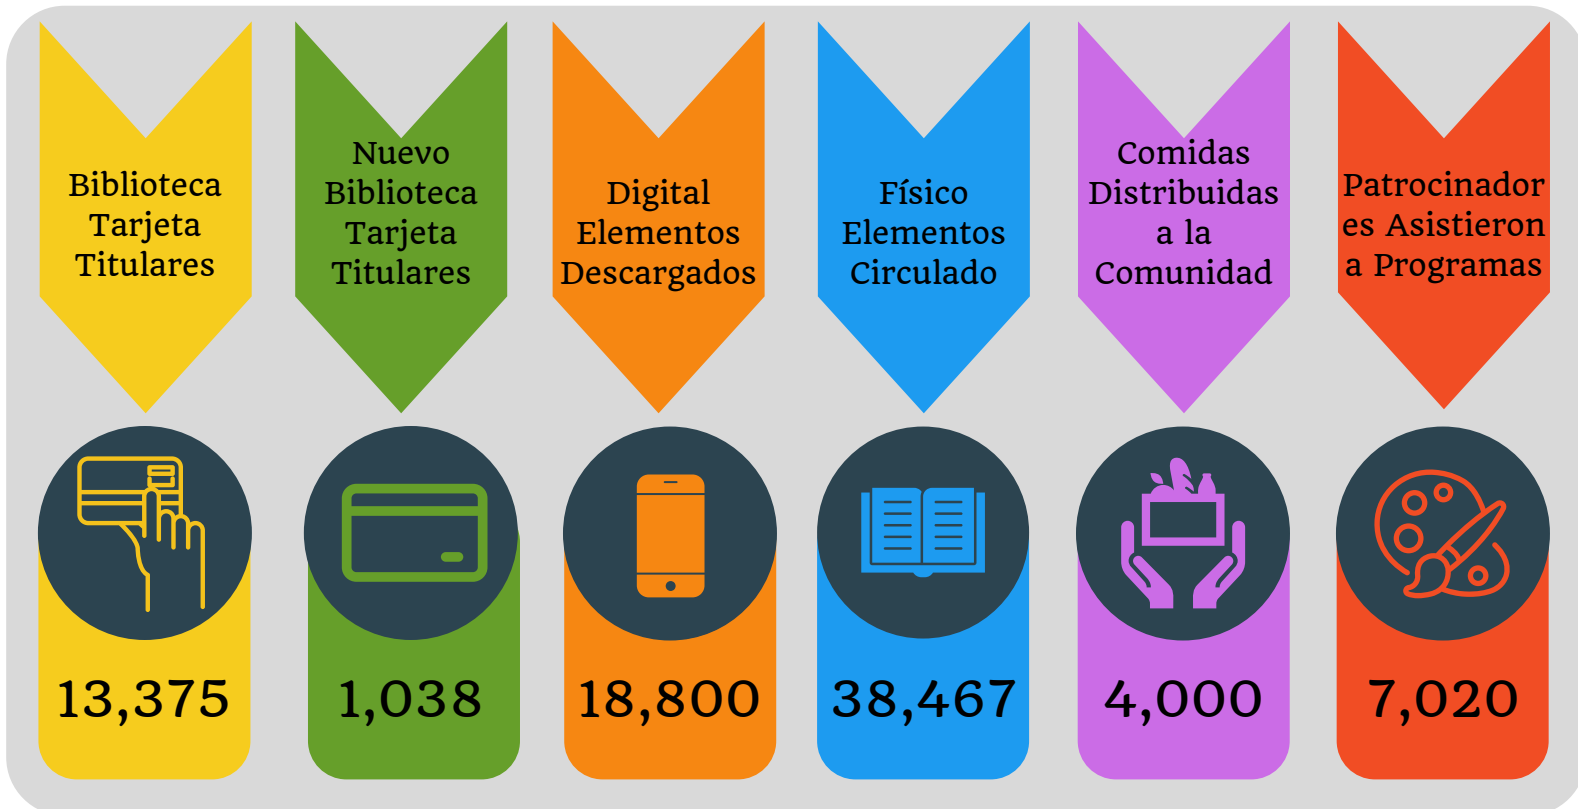 Biblioteca
Tarjeta
Titulares
Nuevo
Biblioteca
Tarjeta
Titulares
Digital
Elementos
Descargados
Físico
Elementos
Circulado
Comidas
Distribuidas
a la
Comunidad
Patrocinador
es Asistieron
a Programas
13,375
1,038
18,800
38,467
4,000
7,020